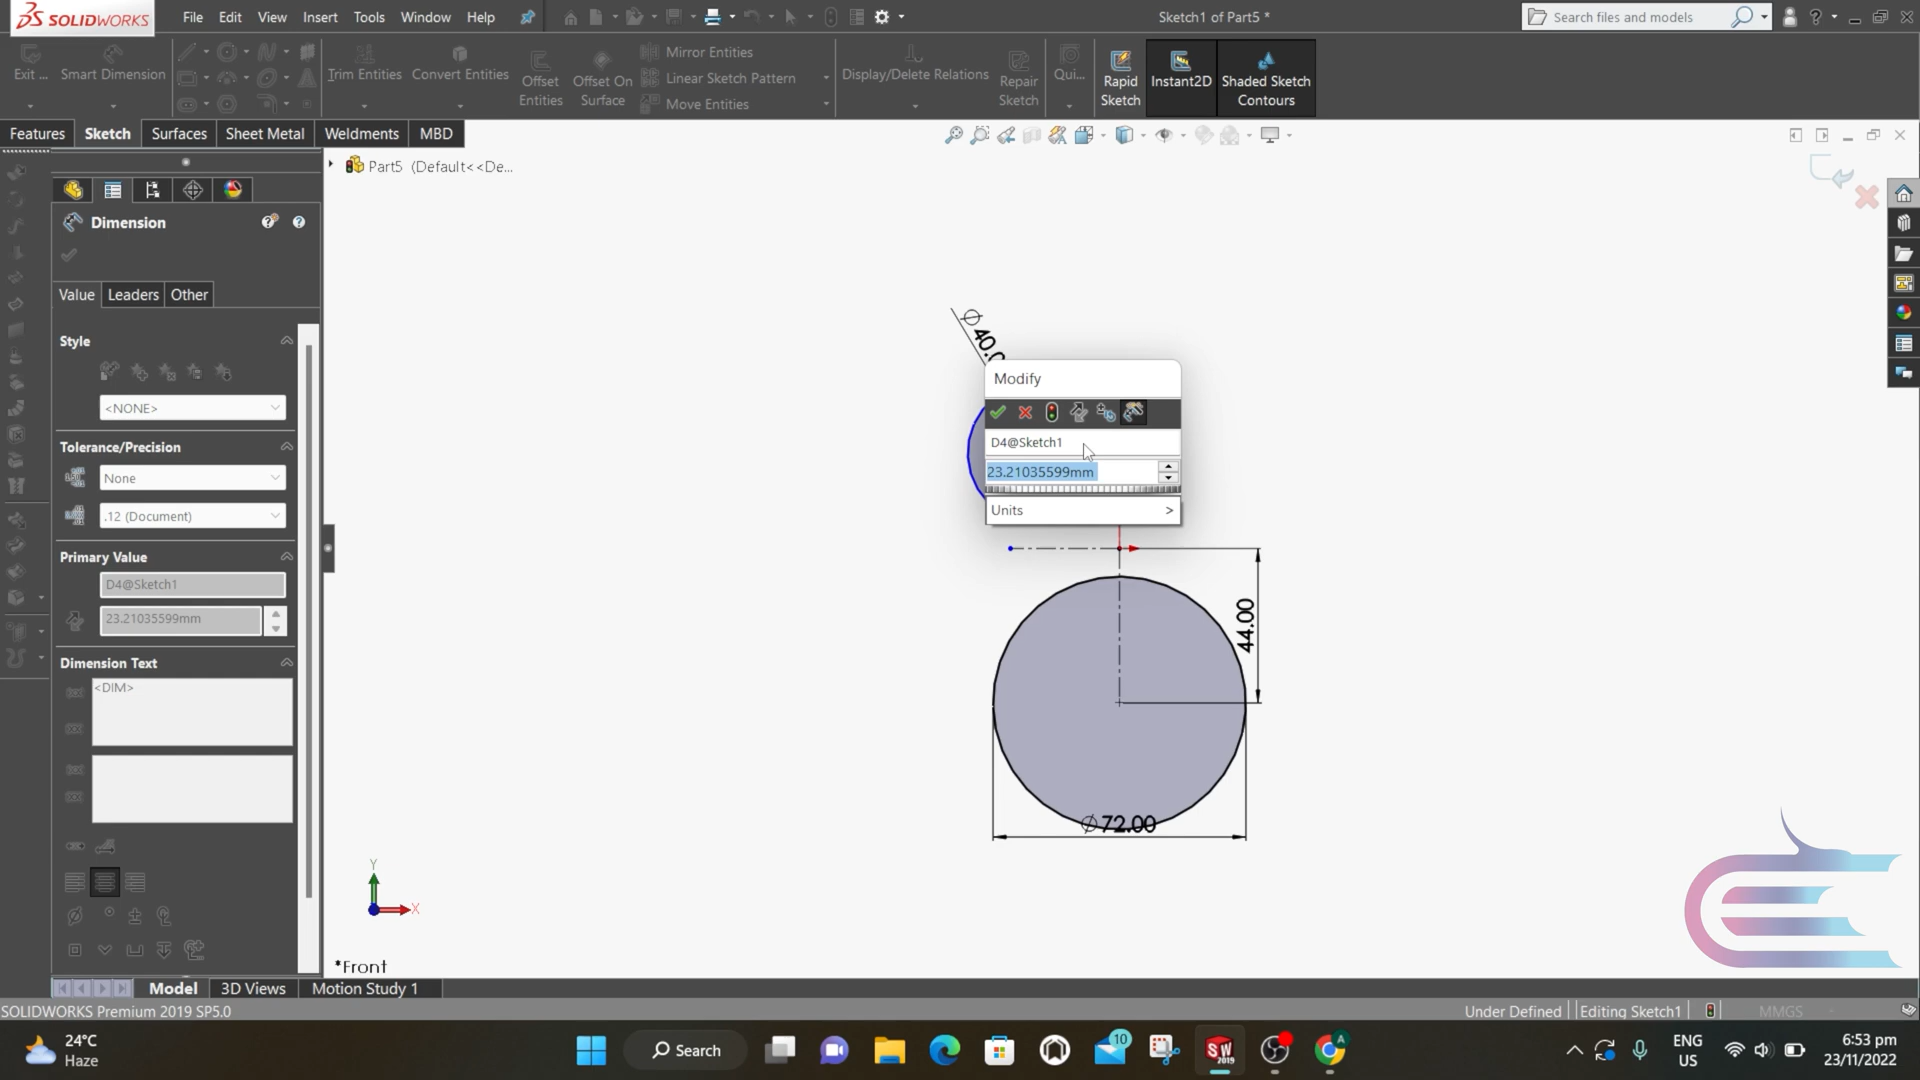 SOLIDWORKS
File Edit View Insert Tools Window Help
Sketch1 of Part5 *
Search files and models
Exit ...
Smart Dimension
Trim Entities
Convert Entities
Offset Entities
Offset On Surface
Mirror Entities
Linear Sketch Pattern
Move Entities
Display/Delete Relations
Repair Sketch
Qui...
Rapid Sketch
Instant2D
Shaded Sketch Contours
Features Sketch Surfaces Sheet Metal Weldments MBD
Part5 (Default<<De...
Dimension
Value Leaders Other
Style
<NONE>
Tolerance/Precision
None
.12 (Document)
Primary Value
D4@Sketch1
23.21035599mm
Dimension Text
<DIM>
Modify
D4@Sketch1
23.21035599mm
Units >
44.00
∅72.00
Y
X
*Front
Model 3D Views Motion Study 1
SOLIDWORKS Premium 2019 SP5.0
Under Defined Editing Sketch1 MMGS
24°C
Haze
Search
10
SW
2019
A
ENG
US
6:53 pm
23/11/2022